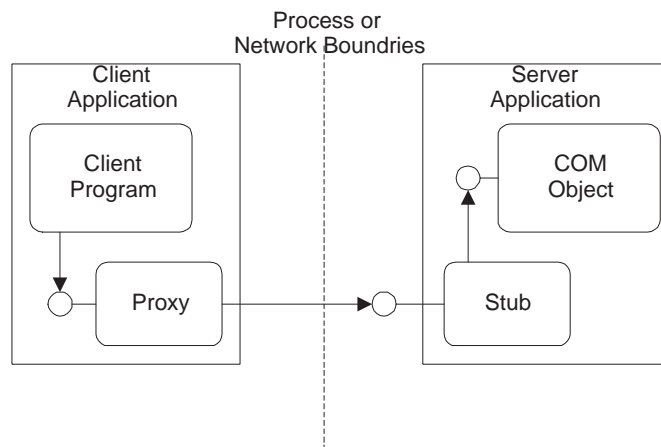 Process or
Network Boundries
Client
Application
Client
Program
Proxy
Server
Application
COM
Object
Stub